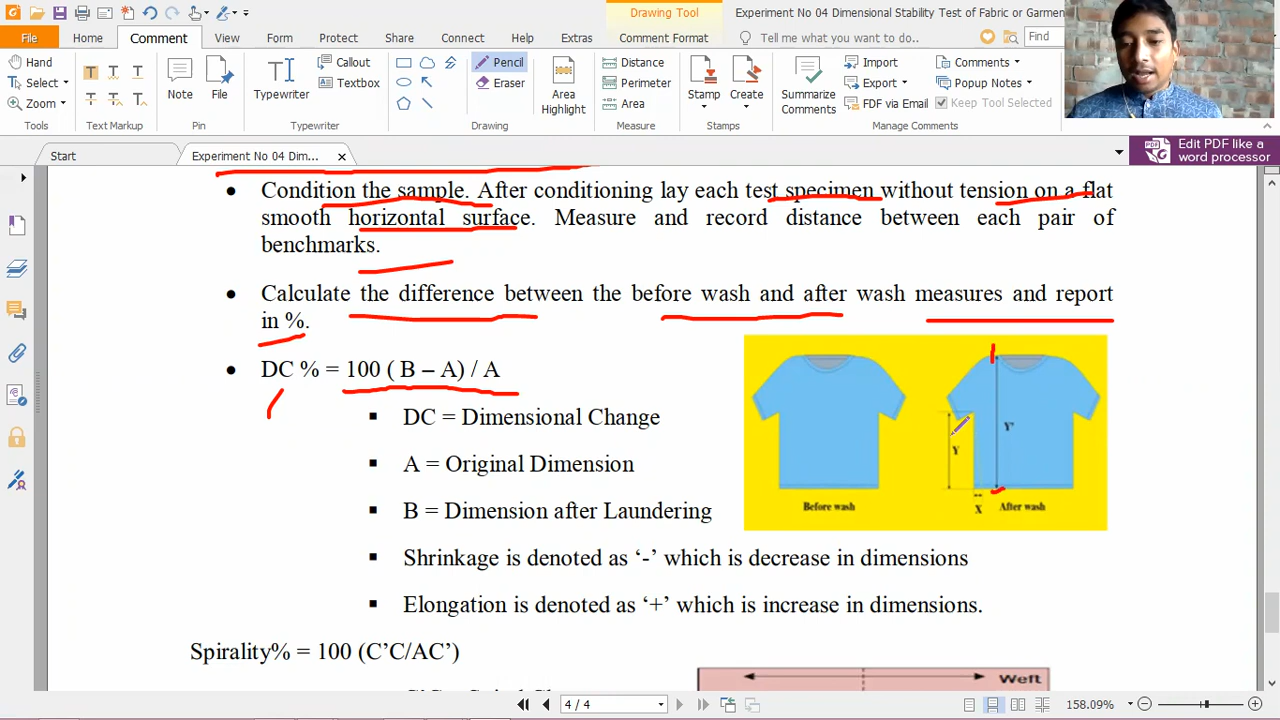 Drawing Tool
Experiment No 04 Dimensional Stability Test of Fabric or Garmen
File Home Comment View Form Protect Share Connect Help Extras Comment Format
Tell me what you want to do..
Find
Hand
Select
Zoom
Tools
Text Markup
Note
File
Pin
Typewriter
Callout
Textbox
Typewriter
Pencil
Eraser
Drawing
Area Highlight
Distance
Perimeter
Area
Measure
Stamp
Create
Stamps
Summarize Comments
Import
Export
FDF via Email
Comments
Popup Notes
Keep Tool Selected
Manage Comments
Start
Experiment No 04 Dim...
Edit PDF like a
word processor
• Condition the sample. After conditioning lay each test specimen without tension on a flat
smooth horizontal surface. Measure and record distance between each pair of
benchmarks.
• Calculate the difference between the before wash and after wash measures and report
in %.
• DC % = 100 ( B – A) / A
▪ DC = Dimensional Change
▪ A = Original Dimension
▪ B = Dimension after Laundering
▪ Shrinkage is denoted as ‘-’ which is decrease in dimensions
▪ Elongation is denoted as ‘+’ which is increase in dimensions.
Before wash
Y
Y'
X
After wash
Spirality% = 100 (C’C/AC’)
Weft
4 / 4
158.09%